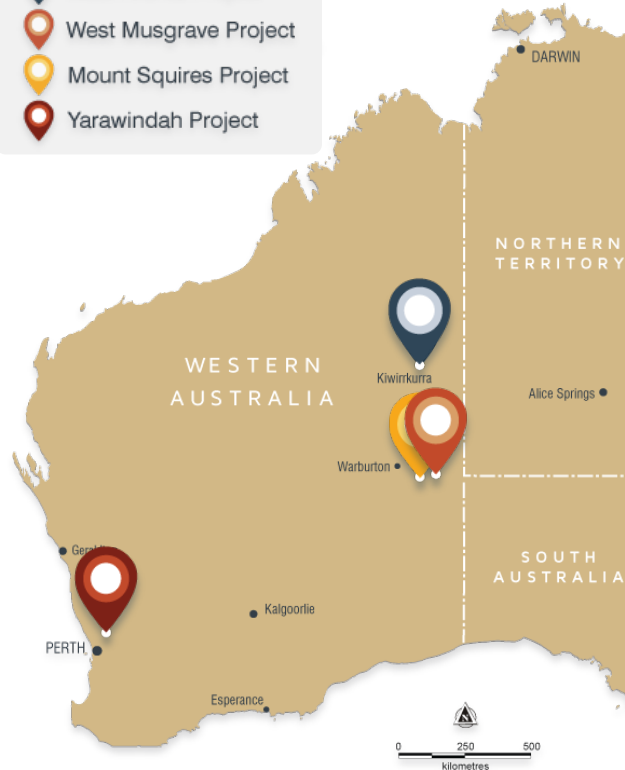 West Musgrave Project
Mount Squires Project
Yarawindah Project
DARWIN
NORTHERN
TERRITORY
Kiwirrkurra
WESTERN
AUSTRALIA
Alice Springs
Warburton
SOUTH
AUSTRALIA
Kalgoorlie
PERTH
Esperance
0 250 500
kilometres